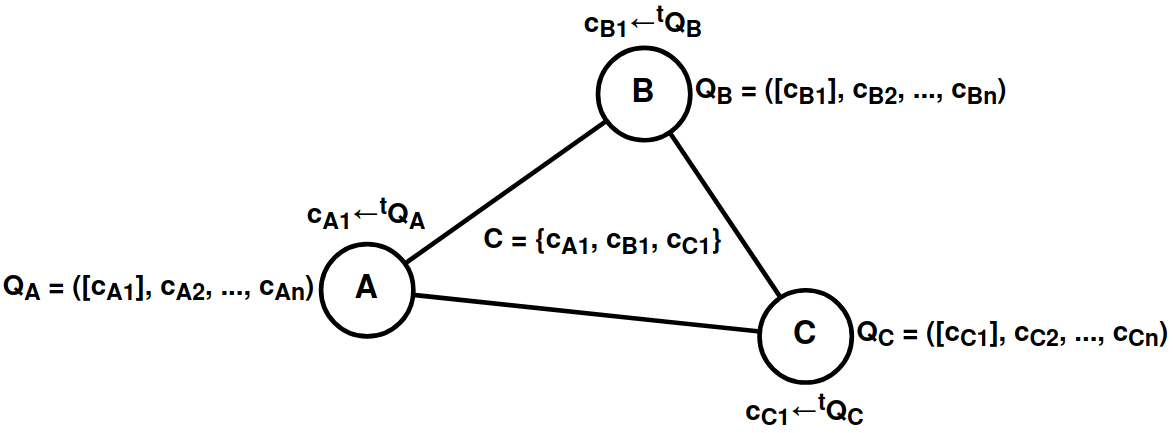 cB1←tQB
B
QB = ([cB1], cB2, ..., cBn)
cA1←tQA
C = {cA1, cB1, cC1}
QA = ([cA1], cA2, ..., cAn)
A
C
QC = ([cC1], cC2, ..., cCn)
cC1←tQC